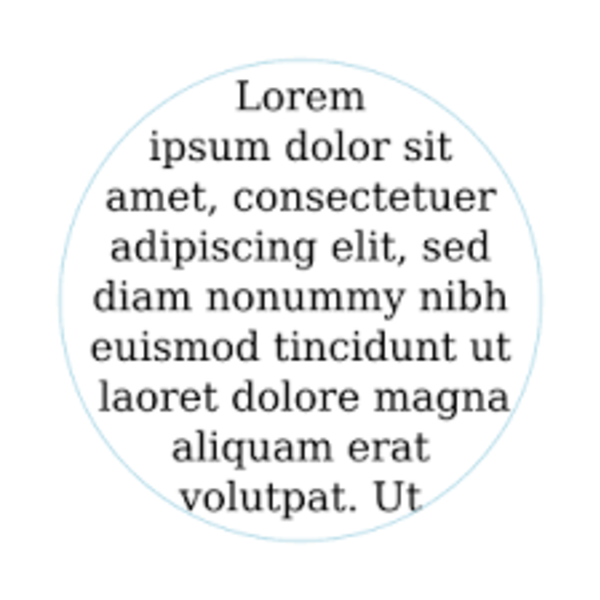 Lorem
ipsum dolor sit
amet, consectetuer
adipiscing elit, sed
diam nonummy nibh
euismod tincidunt ut
laoret dolore magna
aliquam erat
volutpat. Ut